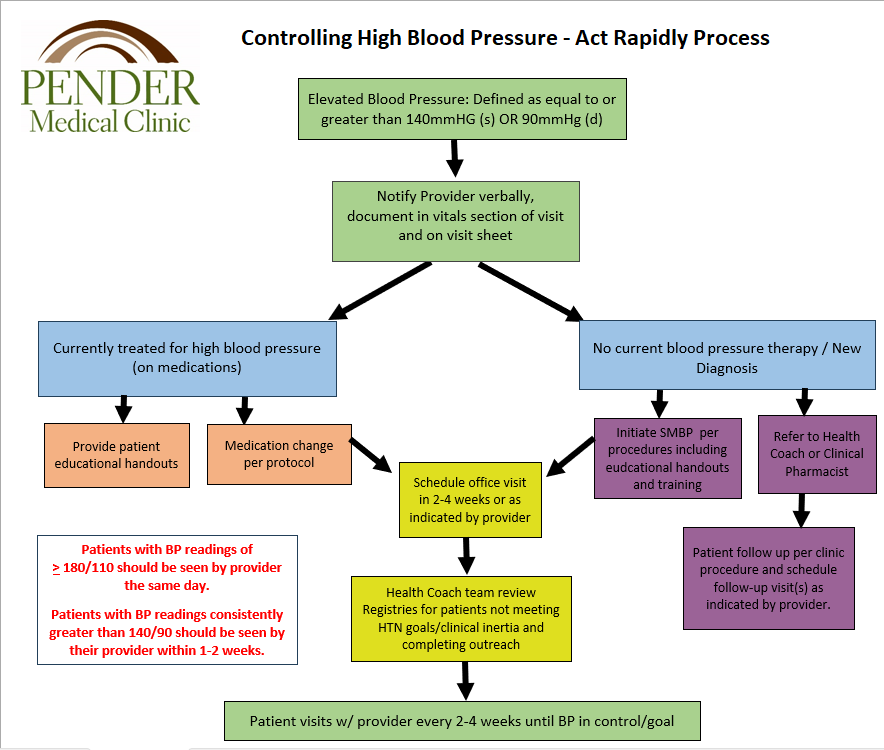 Controlling High Blood Pressure - Act Rapidly Process
PENDER
Medical Clinic
Elevated Blood Pressure: Defined as equal to or
greater than 140mmHG (s) OR 90mmHg (d)
Notify Provider verbally,
document in vitals section of visit
and on visit sheet
Currently treated for high blood pressure
(on medications)
No current blood pressure therapy / New
Diagnosis
Provide patient
educational handouts
Medication change
per protocol
Initiate SMBP per
procedures including
eudcational handouts
and training
Refer to Health
Coach or Clinical
Pharmacist
Schedule office visit
in 2-4 weeks or as
indicated by provider
Patient follow up per clinic
procedure and schedule
follow-up visit(s) as
indicated by provider.
Patients with BP readings of
≥ 180/110 should be seen by provider
the same day.
Patients with BP readings consistently
greater than 140/90 should be seen by
their provider within 1-2 weeks.
Health Coach team review
Registries for patients not meeting
HTN goals/clinical inertia and
completing outreach
Patient visits w/ provider every 2-4 weeks until BP in control/goal